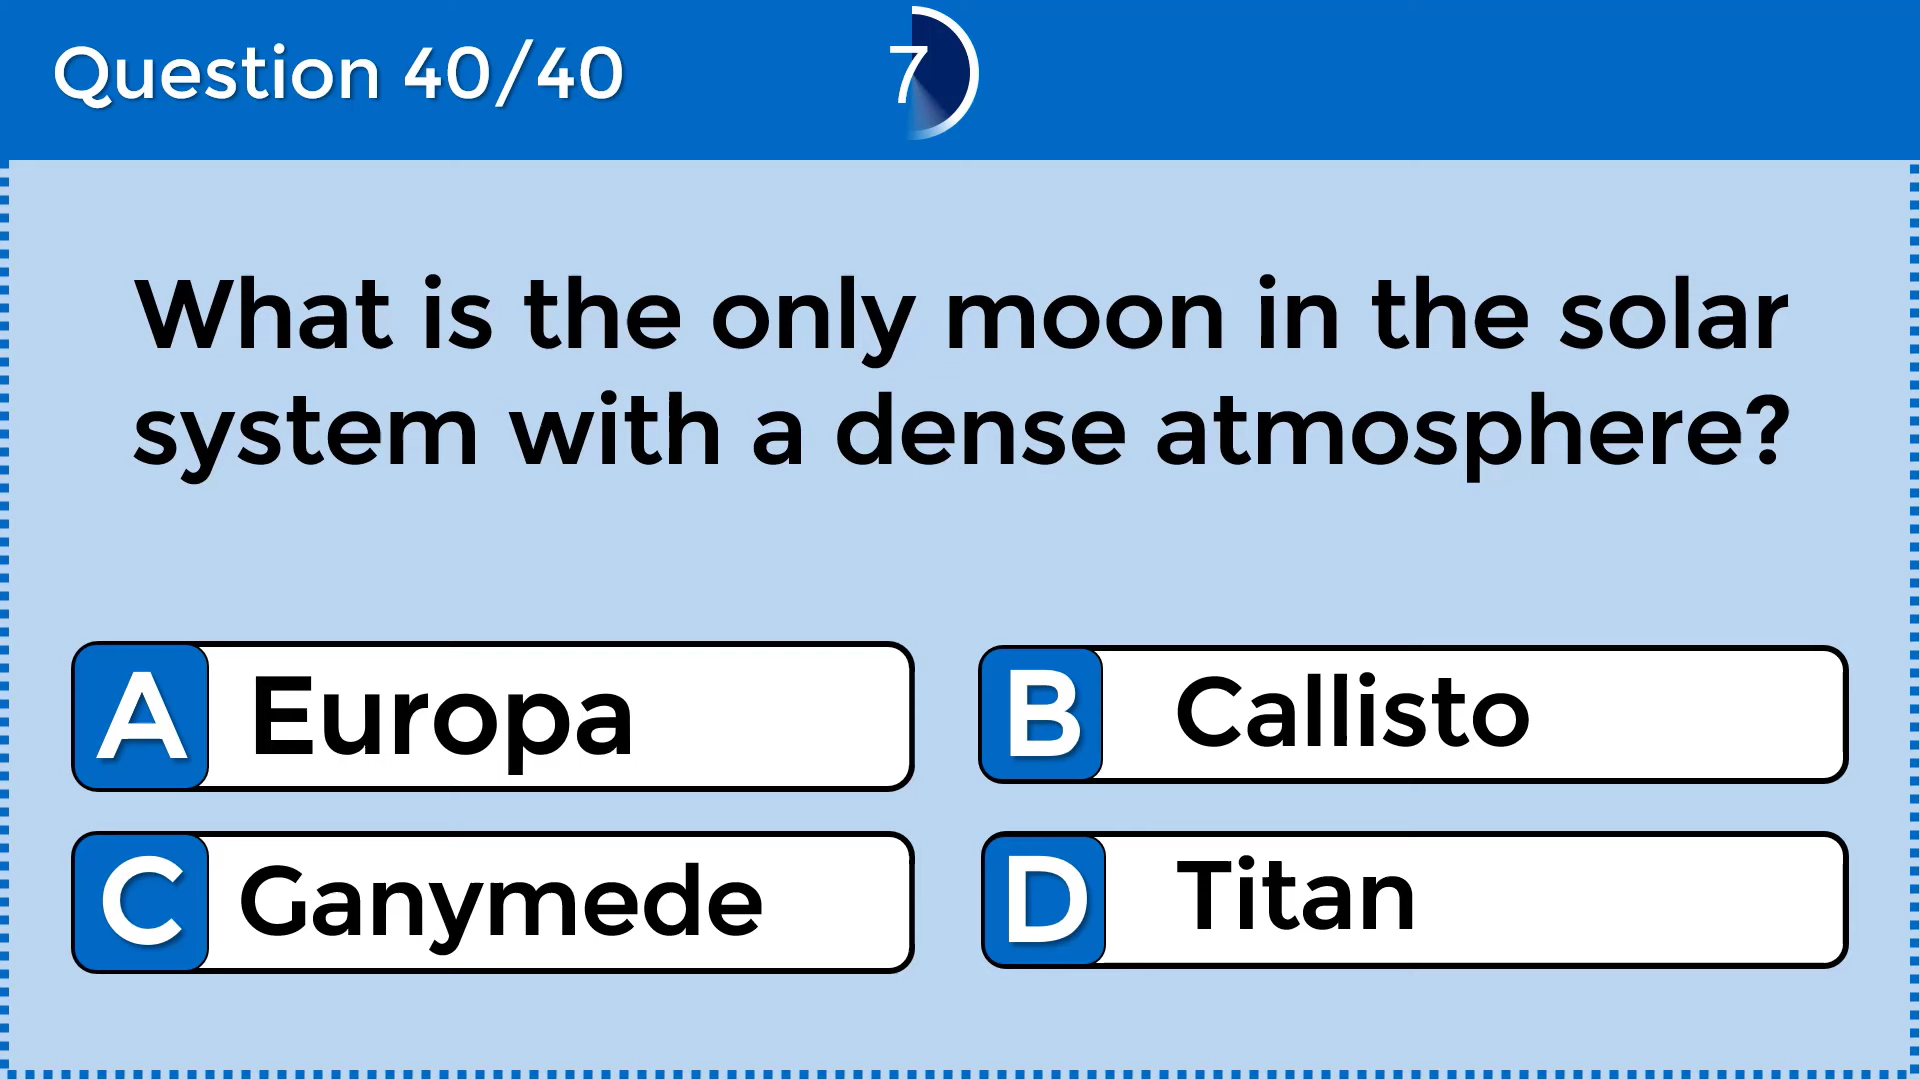 Question 40/40
7
What is the only moon in the solar
system with a dense atmosphere?
A Europa
B Callisto
C Ganymede
D Titan